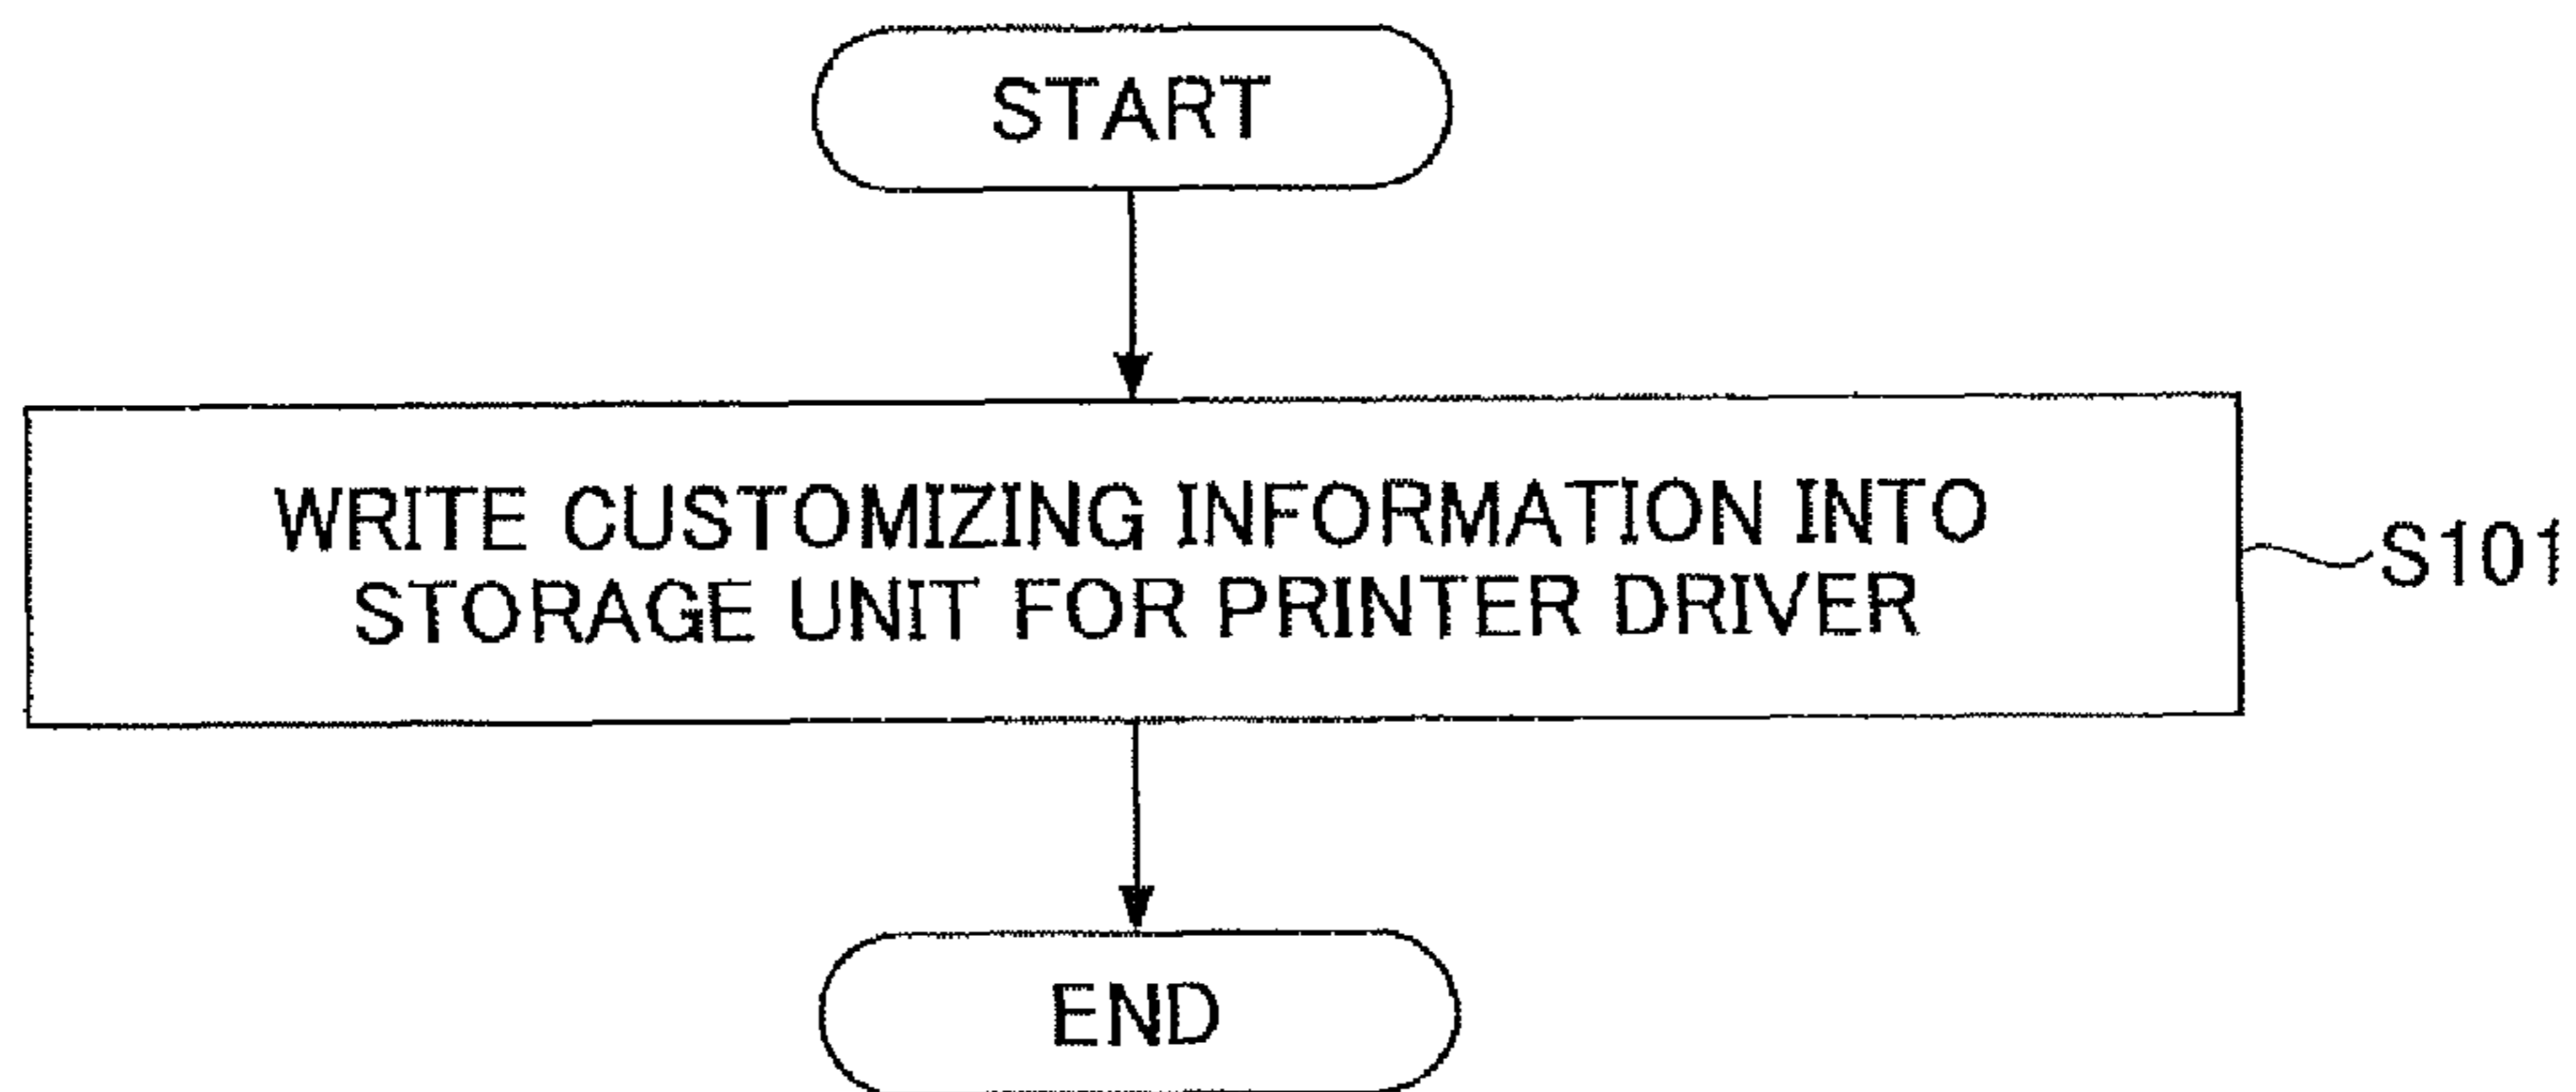 START
WRITE CUSTOMIZING INFORMATION INTO
STORAGE UNIT FOR PRINTER DRIVER
S101
END